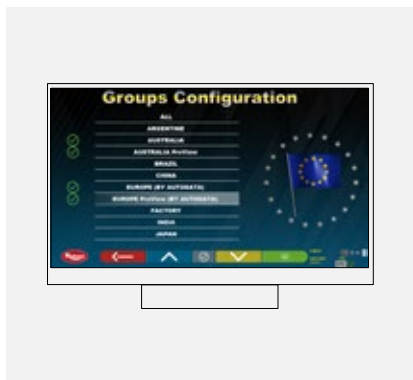 Groups Configuration
ALL
ARGENTINE
AUSTRALIA
AUSTRALIA ProView
BRAZIL
CHINA
EUROPE (BY AUTODATA)
EUROPE ProView (BY AUTODATA)
FACTORY
INDIA
JAPAN